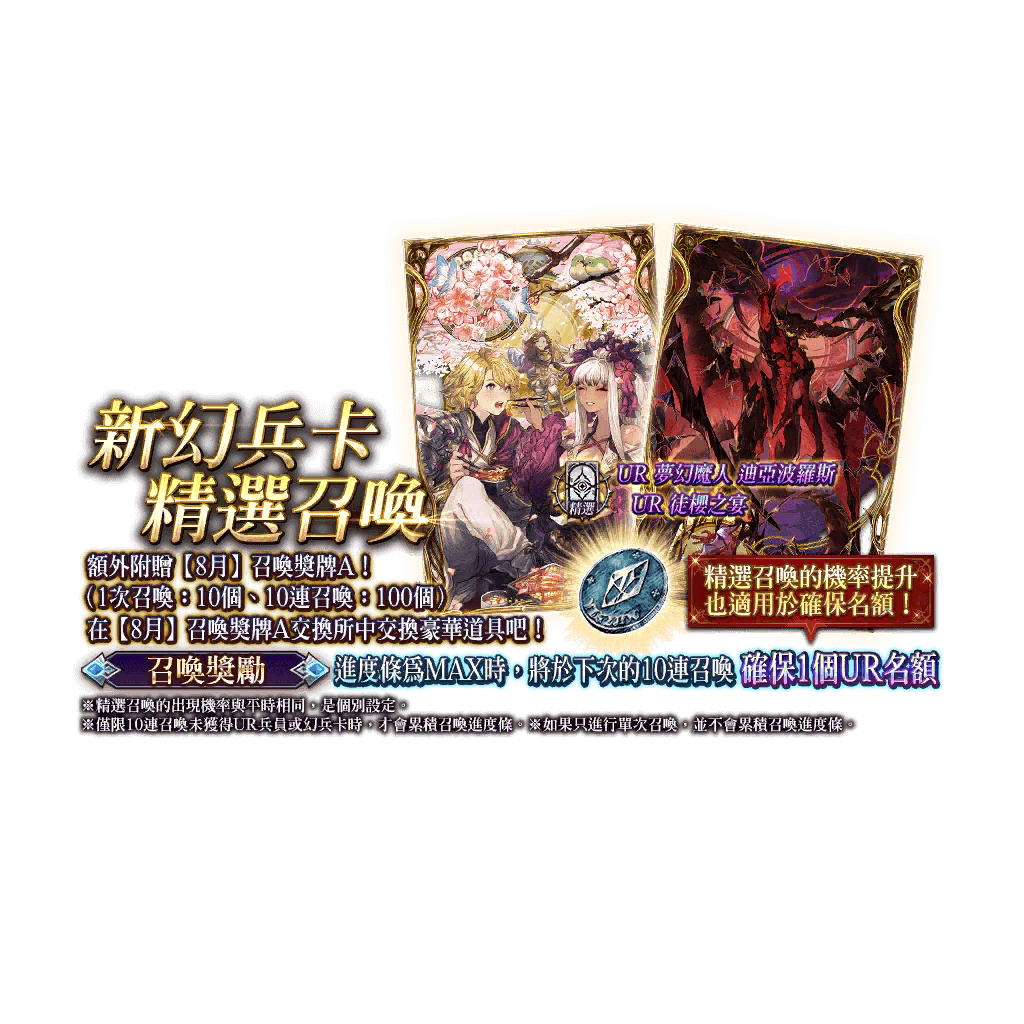 新幻兵卡
精選召喚
精選
UR 夢幻魔人 迪亞波羅斯
UR 徒櫻之宴
額外附贈【8月】召喚獎牌A！
（1次召喚：10個、10連召喚：100個）
在【8月】召喚獎牌A交換所中交換豪華道具吧！
精選召喚的機率提升
也適用於確保名額！
召喚獎勵
進度條為MAX時，將於下次的10連召喚 確保1個UR名額
※精選召喚的出現機率與平時相同，是個別設定。
※僅限10連召喚未獲得UR兵員或幻兵卡時，才會累積召喚進度條。※如果只進行單次召喚，並不會累積召喚進度條。